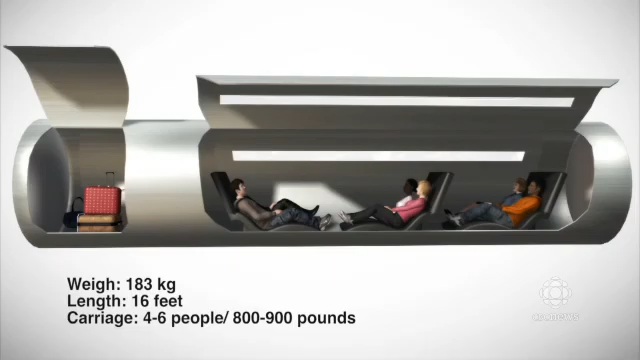 Weigh: 183 kg
Length: 16 feet
Carriage: 4-6 people/ 800-900 pounds